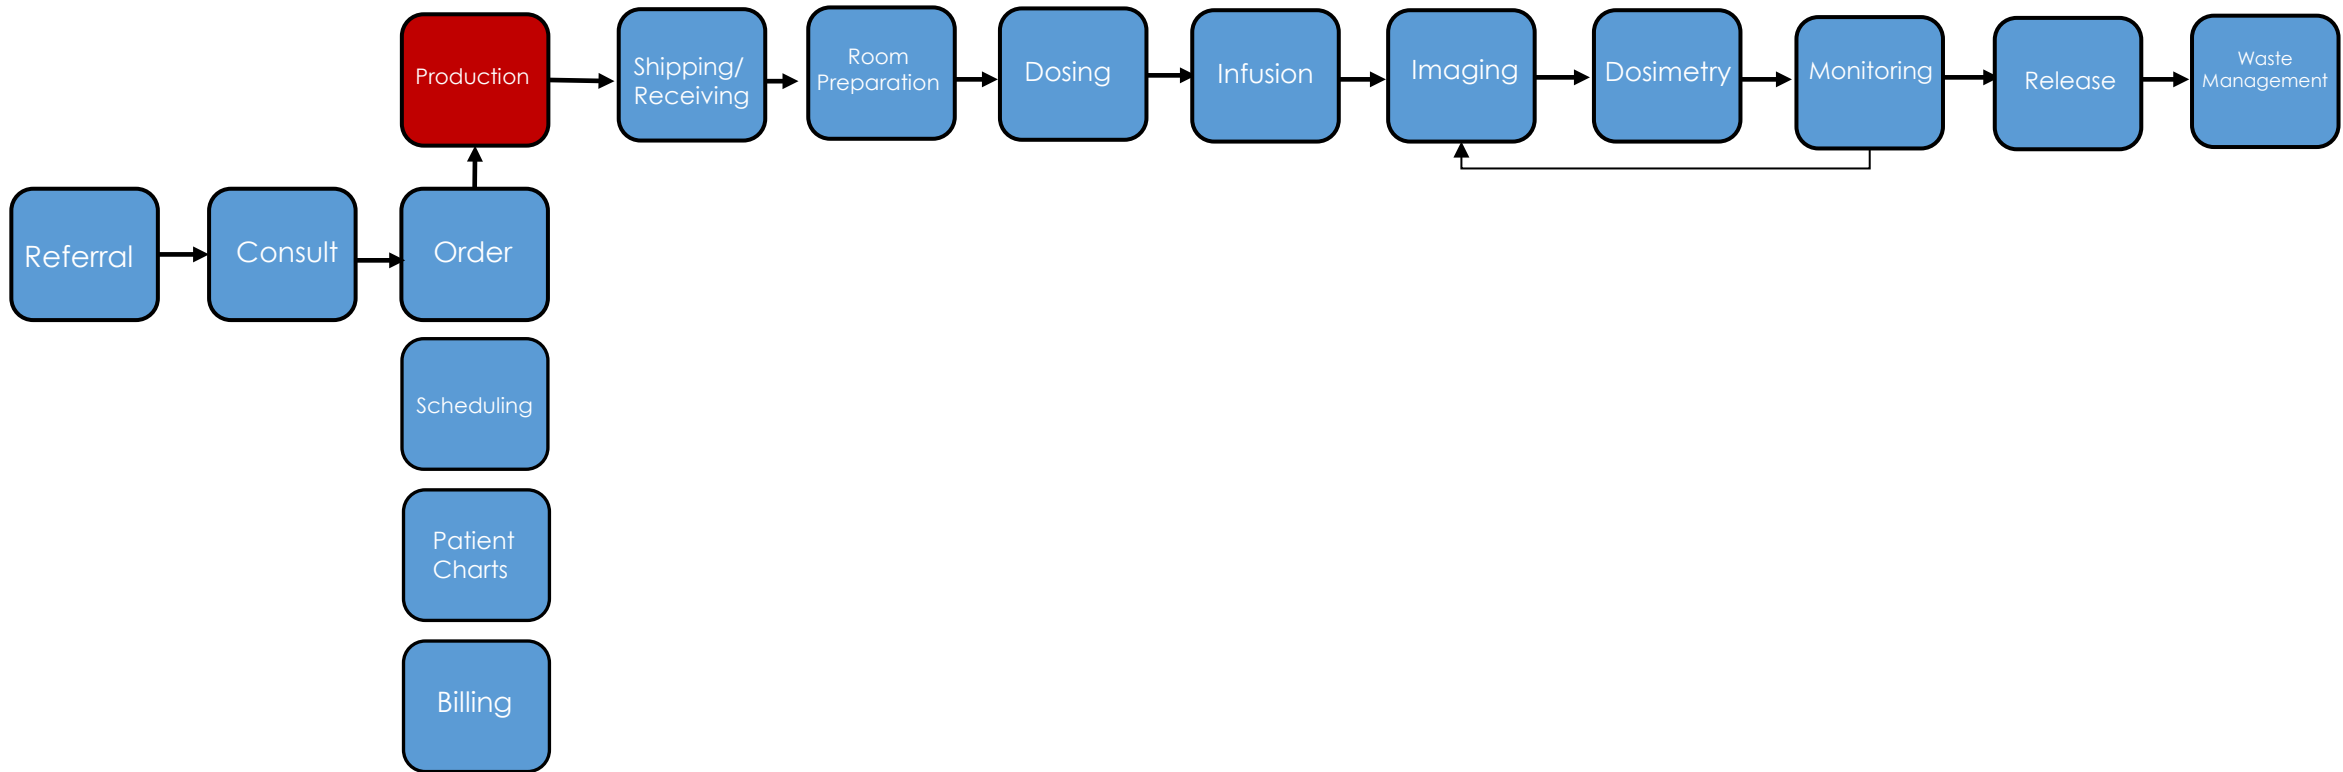 Production
Shipping/
Receiving
Room
Preparation
Dosing
Infusion
Imaging
Dosimetry
Monitoring
Release
Waste
Management
Referral
Consult
Order
Scheduling
Patient
Charts
Billing